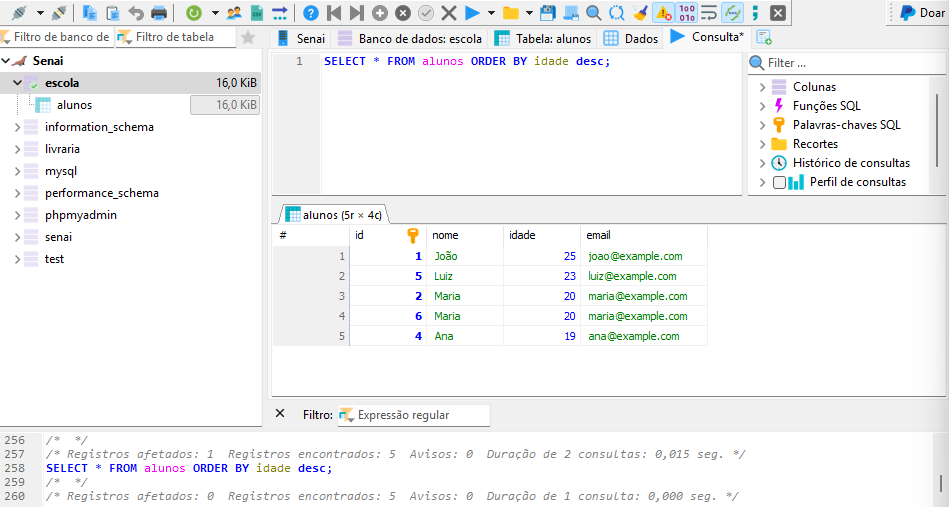 Doar
Filtro de banco de
Filtro de tabela
Senai
Banco de dados: escola
Tabela: alunos
Dados
Consulta*
Senai
escola 16,0 KiB
alunos 16,0 KiB
information_schema
livraria
mysql
performance_schema
phpmyadmin
senai
test
1 SELECT * FROM alunos ORDER BY idade desc;
Filter ...
Colunas
Funções SQL
Palavras-chaves SQL
Recortes
Histórico de consultas
Perfil de consultas
alunos (5r × 4c)
# id nome idade email
1 1 João 25 joao@example.com
2 5 Luiz 23 luiz@example.com
3 2 Maria 20 maria@example.com
4 6 Maria 20 maria@example.com
5 4 Ana 19 ana@example.com
Filtro: Expressão regular
256 /* */
257 /* Registros afetados: 1 Registros encontrados: 5 Avisos: 0 Duração de 2 consultas: 0,015 seg. */
258 SELECT * FROM alunos ORDER BY idade desc;
259 /* */
260 /* Registros afetados: 0 Registros encontrados: 5 Avisos: 0 Duração de 1 consulta: 0,000 seg. */